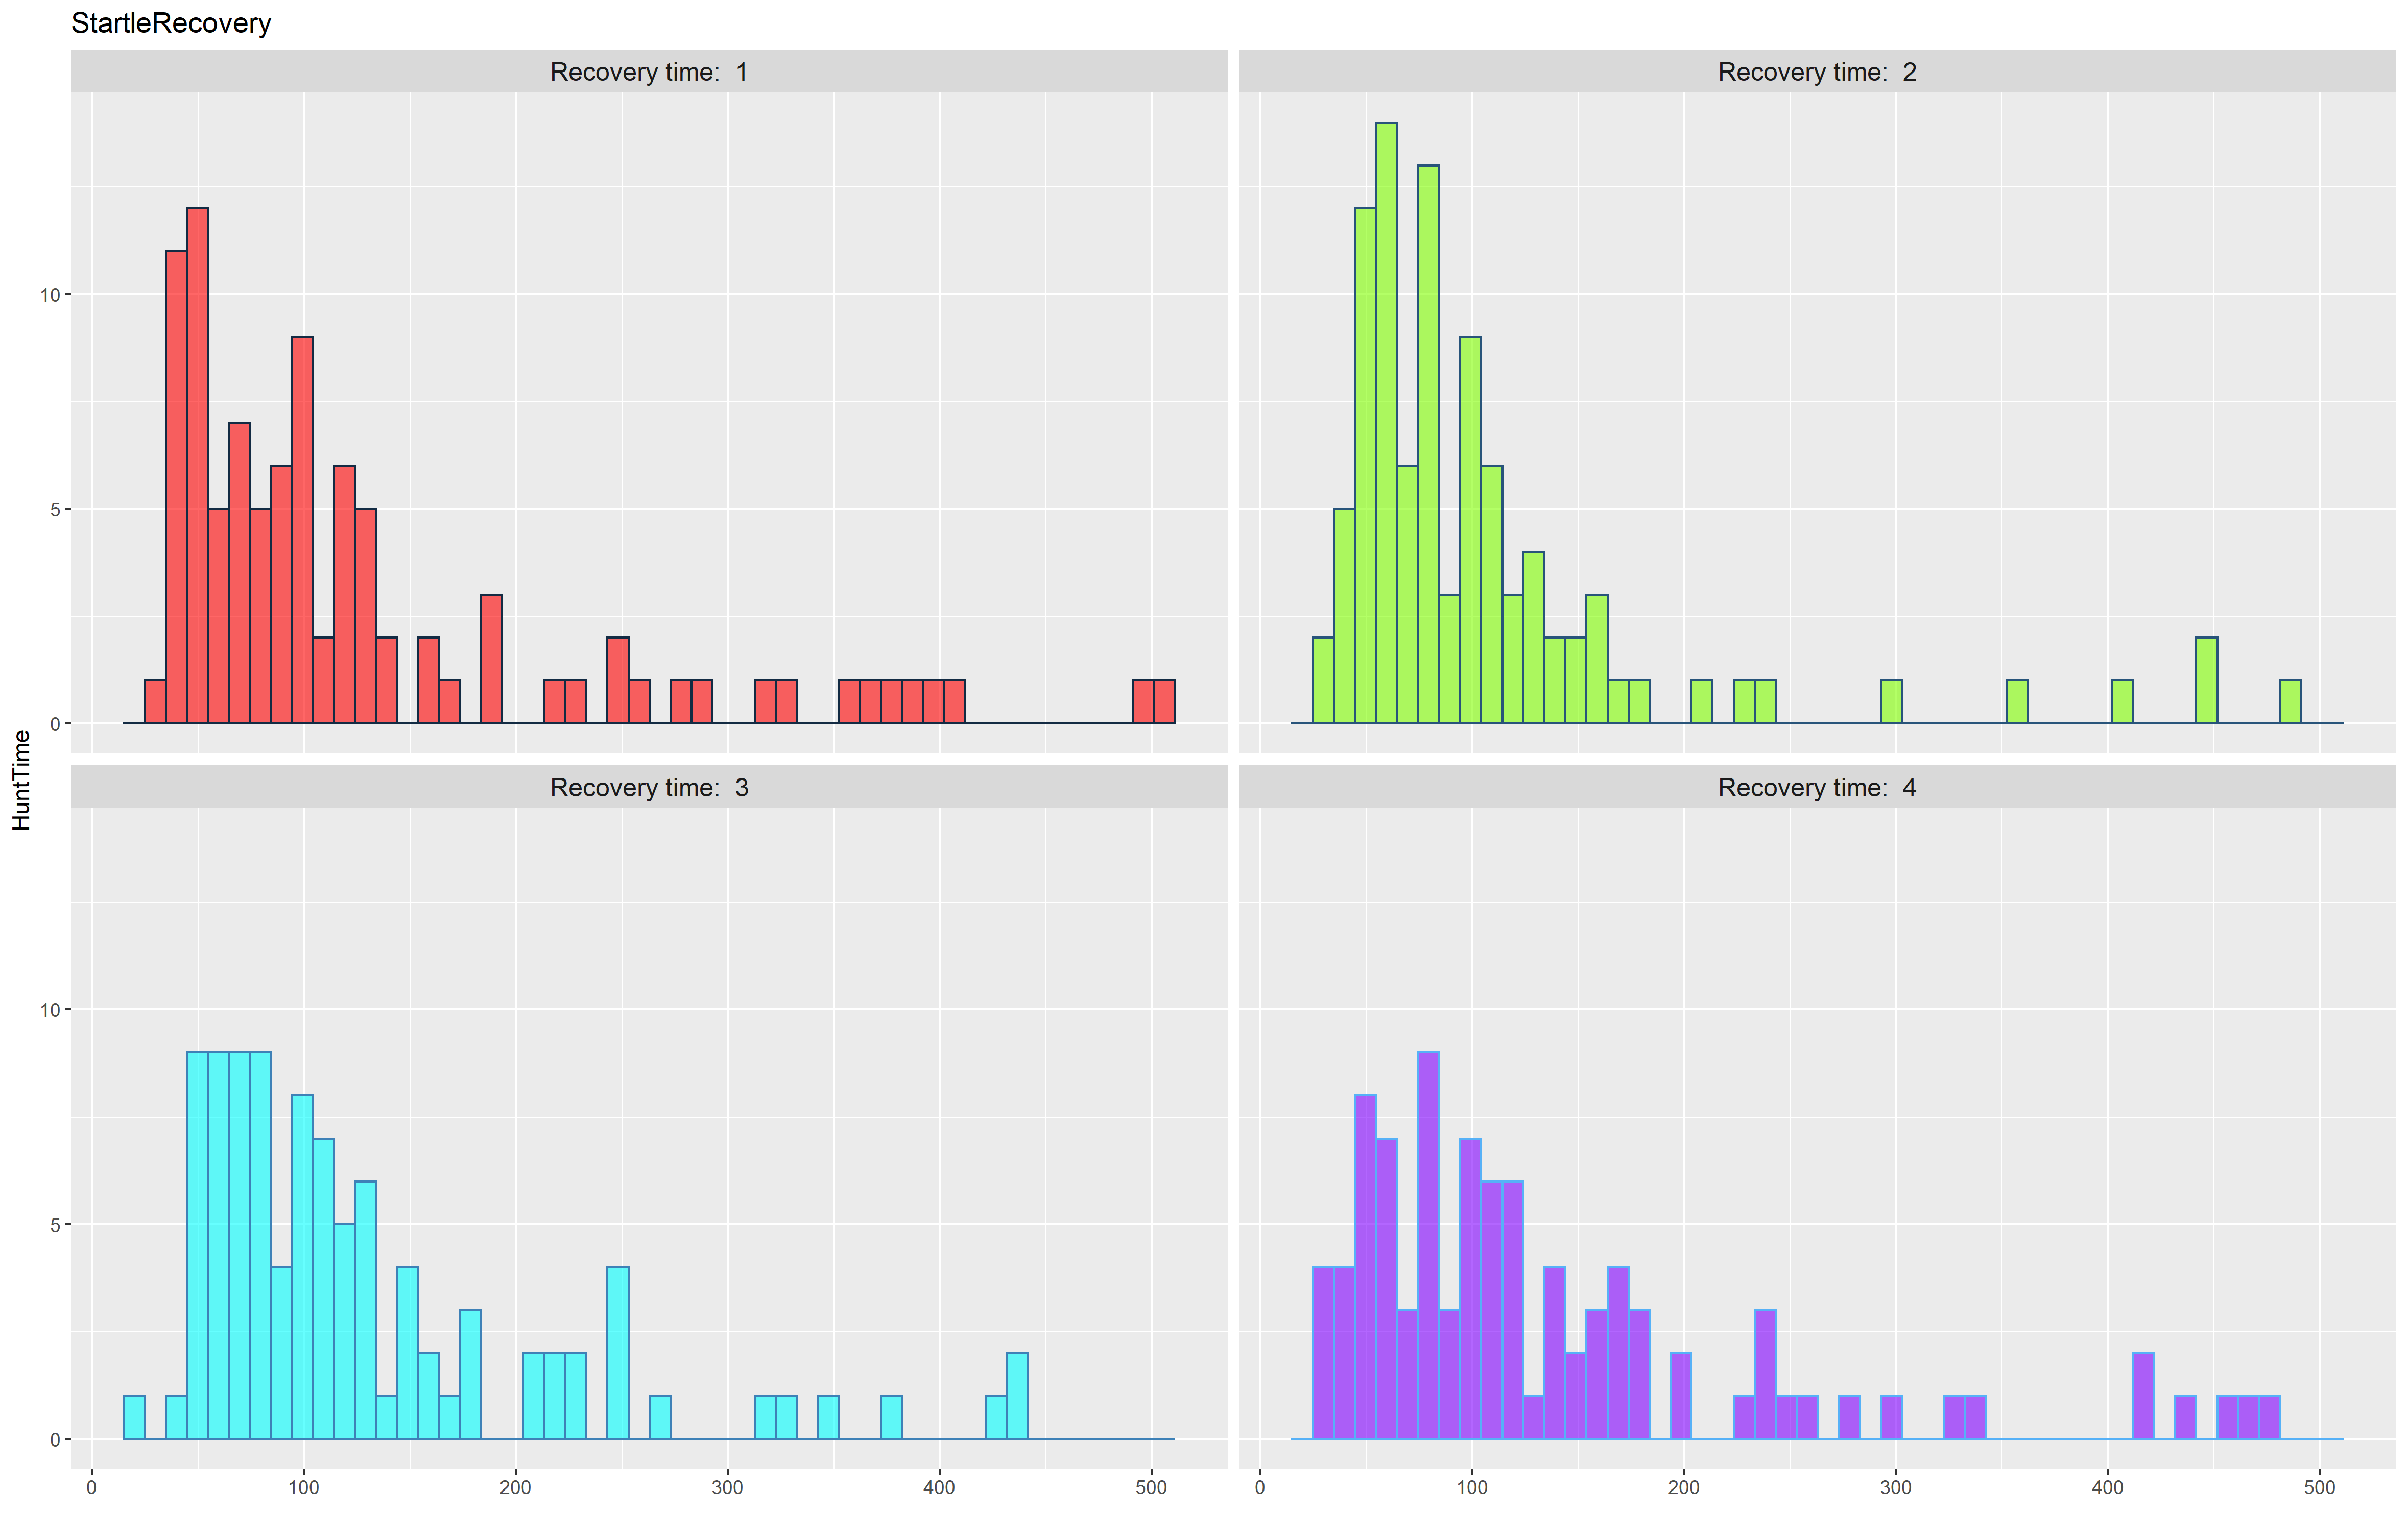 StartleRecovery
Recovery time:  1
Recovery time:  2
10
5
0
HuntTime
Recovery time:  3
Recovery time:  4
10
5
0
0 100 200 300 400 500
0 100 200 300 400 500